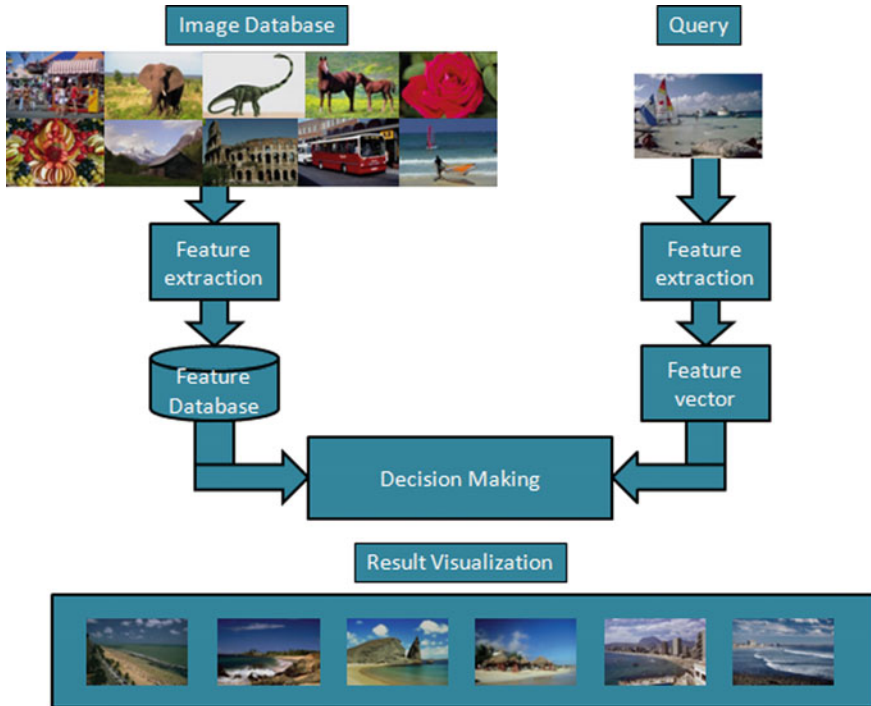 Image Database
Query
Feature
extraction
Feature
extraction
Feature
Database
Feature
vector
Decision Making
Result Visualization